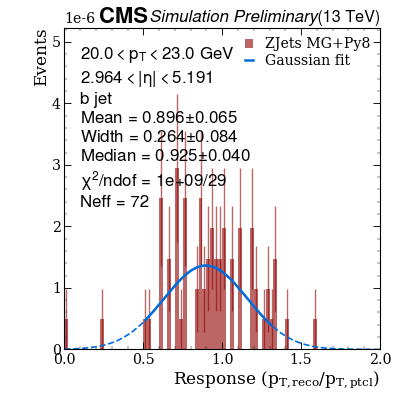 1e-6 CMS Simulation Preliminary (13 TeV)
Events
20.0 < pT < 23.0 GeV
2.964 < |η| < 5.191
b jet
Mean = 0.896±0.065
Width = 0.264±0.084
Median = 0.925±0.040
χ²/ndof = 1e+09/29
Neff = 72
ZJets MG+Py8
Gaussian fit
5
4
3
2
1
0
0.0 0.5 1.0 1.5 2.0
Response (pT,reco/pT,ptcl)